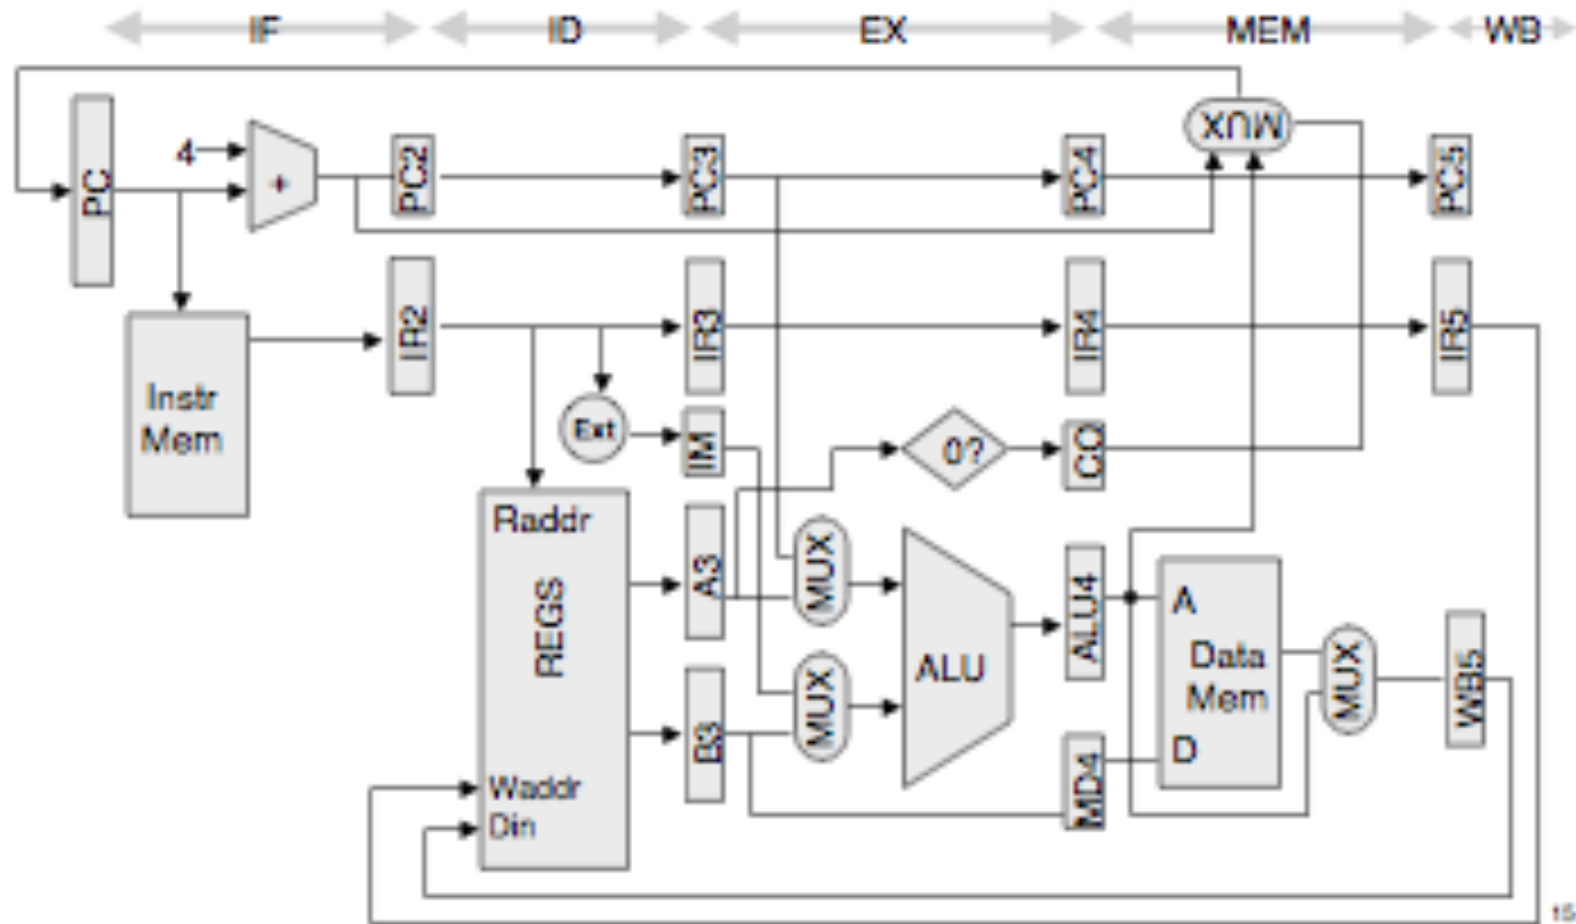 IF ID EX MEM WB
MUX
4
+
PC
PC2
PC3
PC4
PC5
IR2
IR3
IR4
IR5
Instr
Mem
Ext
IM
0?
CO
Raddr
REGS
Waddr
Din
A3
B3
MUX
MUX
ALU
ALU4
MD4
A
Data
Mem
D
MUX
WB5
15